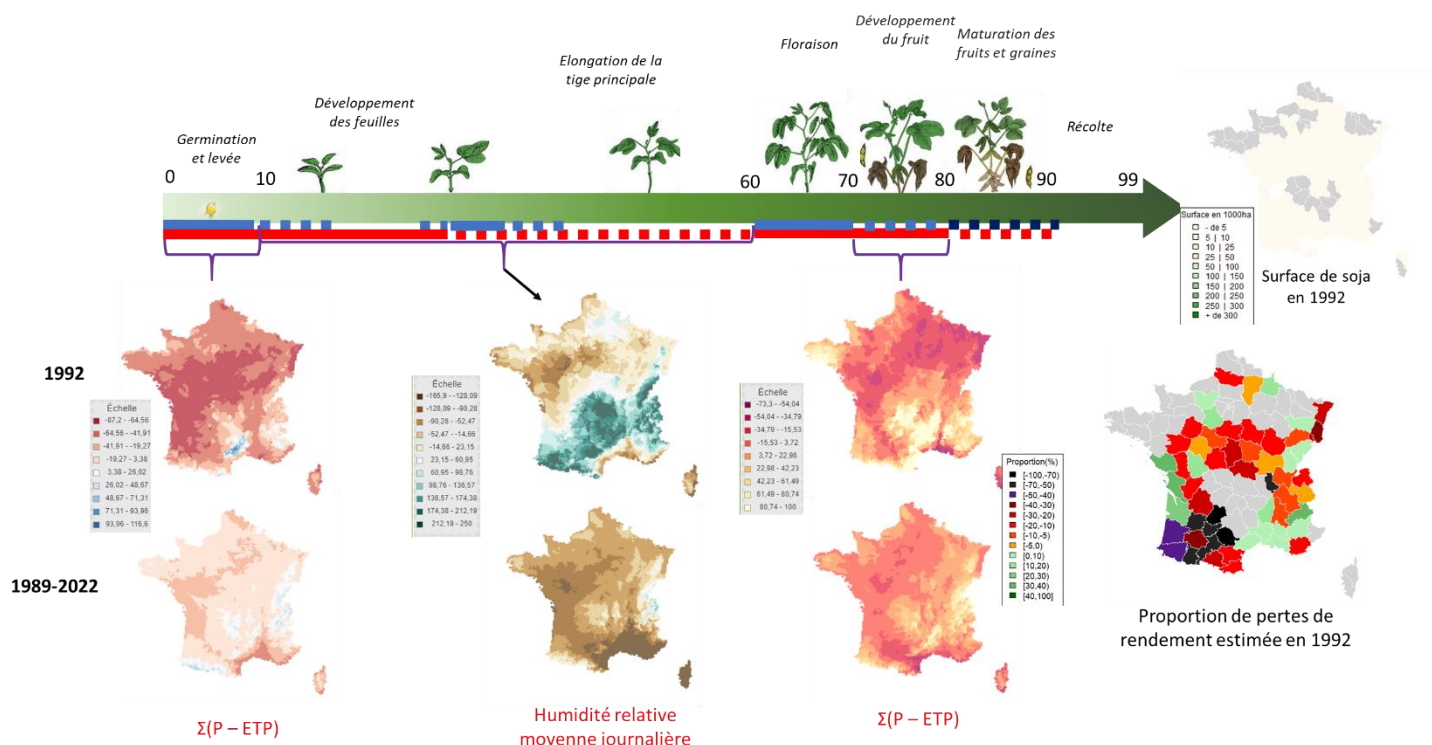 Germination
et levée
Développement
des feuilles
Elongation de la
tige principale
Floraison
Développement
du fruit
Maturation des
fruits et graines
Récolte
0
10
60
70
80
90
99
Surface en 1000ha
- de 5
5 | 10
10 | 25
25 | 50
50 | 100
100 | 150
150 | 200
200 | 250
250 | 300
+ de 300
Surface de soja
en 1992
1992
Échelle
-87,2 - -64,56
-64,56 - -41,91
-41,91 - -19,27
-19,27 - 3,38
3,38 - 26,02
26,02 - 48,67
48,67 - 71,31
71,31 - 93,96
93,96 - 116,6
Échelle
-165,9 - -128,09
-128,09 - -90,28
-90,28 - -52,47
-52,47 - -14,66
-14,66 - 23,15
23,15 - 60,95
60,95 - 98,76
98,76 - 136,57
136,57 - 174,38
174,38 - 212,19
212,19 - 250
Échelle
-73,3 - -54,04
-54,04 - -34,79
-34,79 - -15,53
-15,53 - 3,72
3,72 - 22,98
22,98 - 42,23
42,23 - 61,49
61,49 - 80,74
80,74 - 100
Proportion(%)
[-100,-70)
[-70,-50)
[-50,-40)
[-40,-30)
[-30,-20)
[-20,-10)
[-10,-5)
[-5,0)
[0,10)
[10,20)
[20,30)
[30,40)
[40,100]
Proportion de pertes de
rendement estimée en 1992
1989-2022
Σ(P – ETP)
Humidité relative
moyenne journalière
Σ(P – ETP)